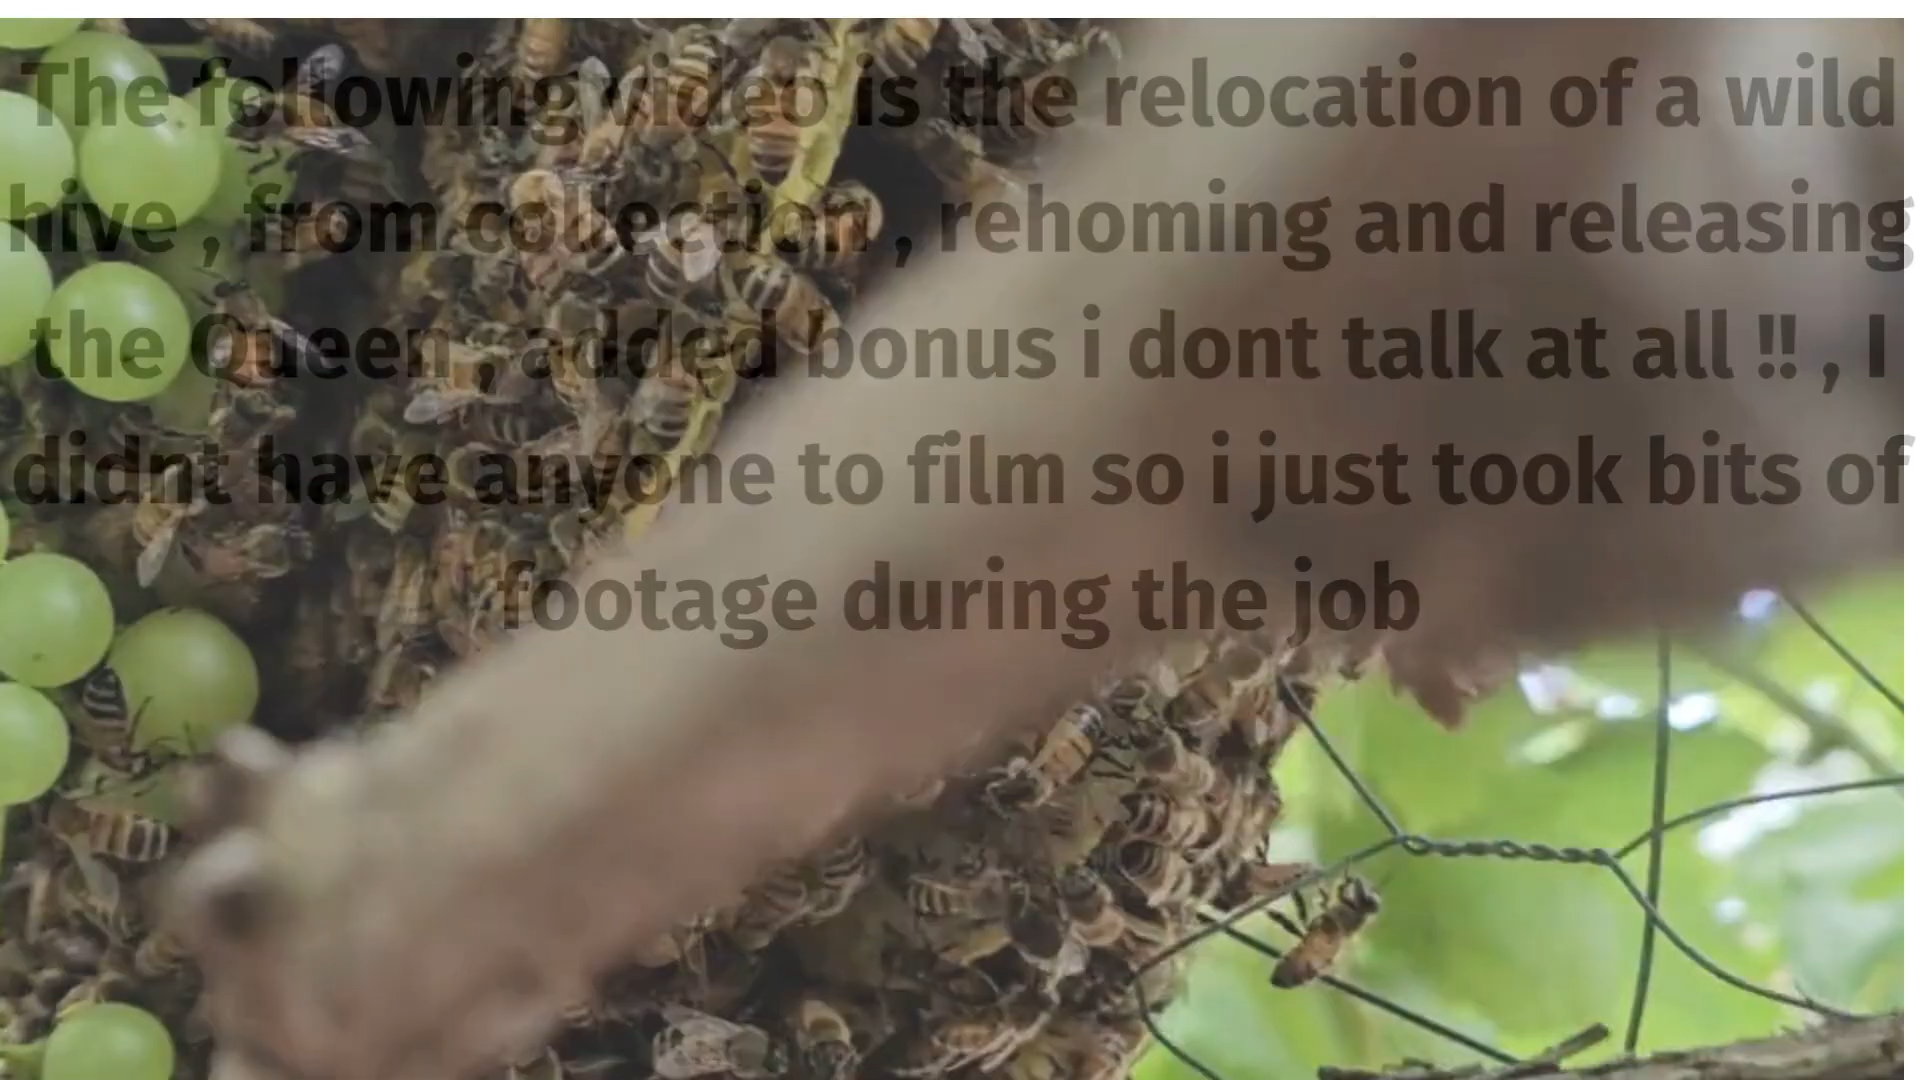 The following video is the relocation of a wild
hive , from collection , rehoming and releasing
the Queen , added bonus i dont talk at all !! , I
didnt have anyone to film so i just took bits of
footage during the job